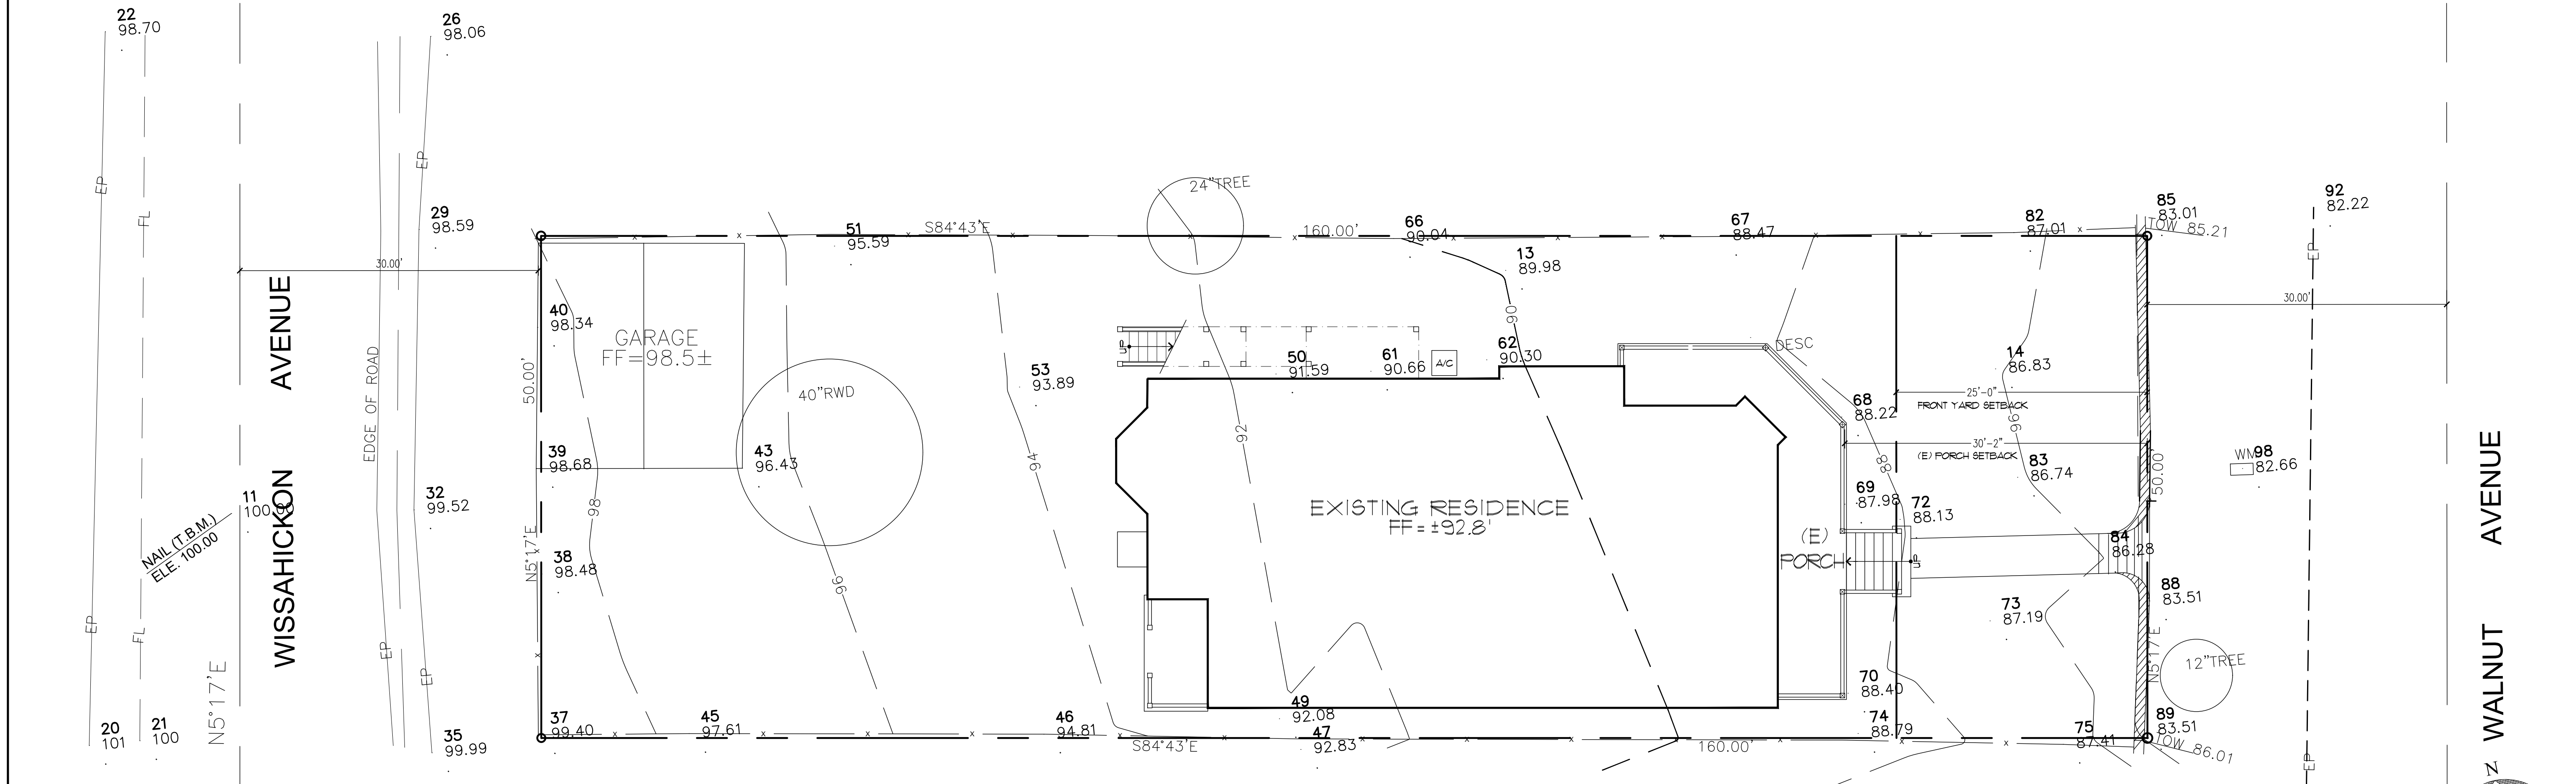 22
98.70
26
98.06
EP
EP
FL
29
98.59
30.00'
WISSAHICKON AVENUE
EDGE OF ROAD
32
99.52
11
100.00
NAIL (T.B.M.)
ELE. 100.00
EP
FL
EP
EP
N5°17'E
20
101
21
100
35
99.99
40
98.34
50.00'
GARAGE
FF=98.5±
39
98.68
98
N5°17'E
38
98.48
37
99.40
45
97.61
51
95.59
S84°43'E
40"RWD
43
96.43
96
53
93.89
94
46
94.81
S84°43'E
24"TREE
160.00'
66
90.04
13
89.98
90
UP
50
91.59
61
90.66
A/C
62
90.30
92
EXISTING RESIDENCE
FF=±92.8'
49
92.08
47
92.83
160.00'
67
88.47
DESC
68
88.22
88
69
87.98
72
88.13
(E)
PORCH
UP
70
88.40
74
88.79
82
87.01
14
86.83
25'-0"
FRONT YARD SETBACK
96
30'-2"
(E) PORCH SETBACK
83
86.74
84
86.28
73
87.19
75
87.41
85
83.01
TOW 85.21
50.00'
88
83.51
N5°17'E
12"TREE
89
83.51
TOW 86.01
92
82.22
EP
30.00'
WM
98
82.66
EP
WALNUT AVENUE
N